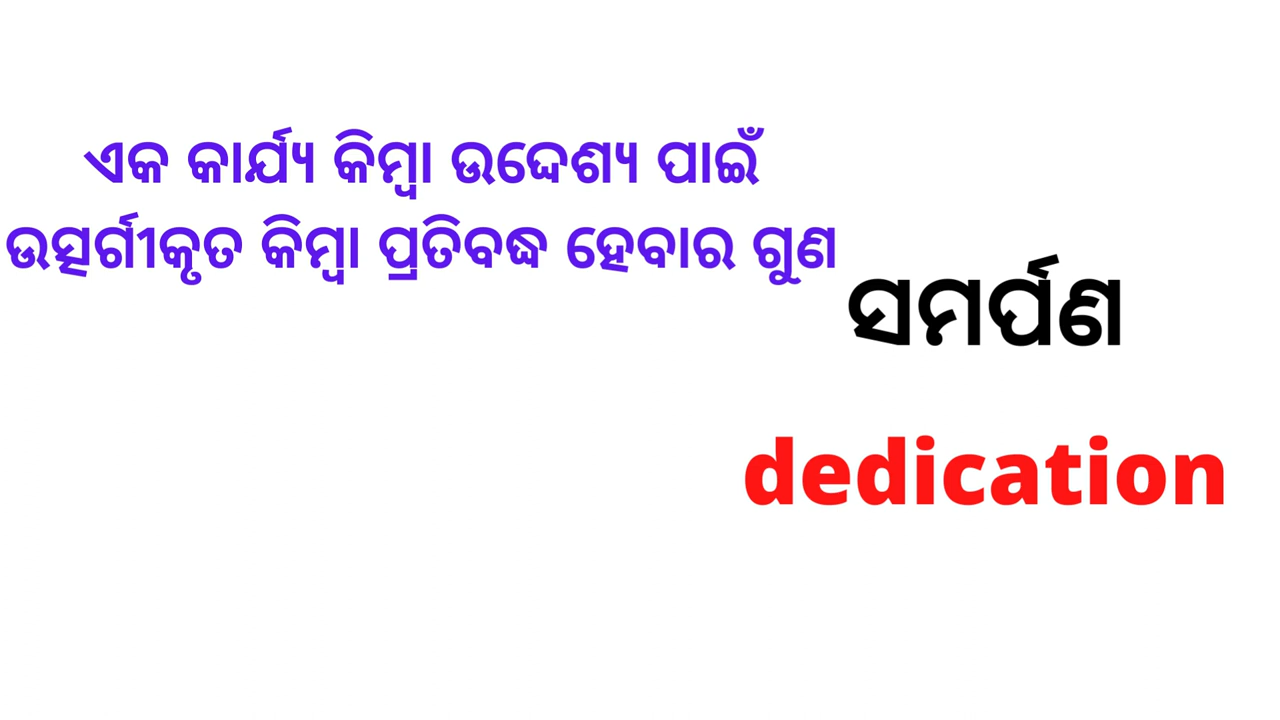 ଏକ କାର୍ଯ୍ୟ କିମ୍ବା ଉଦ୍ଦେଶ୍ୟ ପାଇଁ
ଉତ୍ସର୍ଗୀକୃତ କିମ୍ବା ପ୍ରତିବଦ୍ଧ ହେବାର ଗୁଣ
ସମର୍ପଣ
dedication